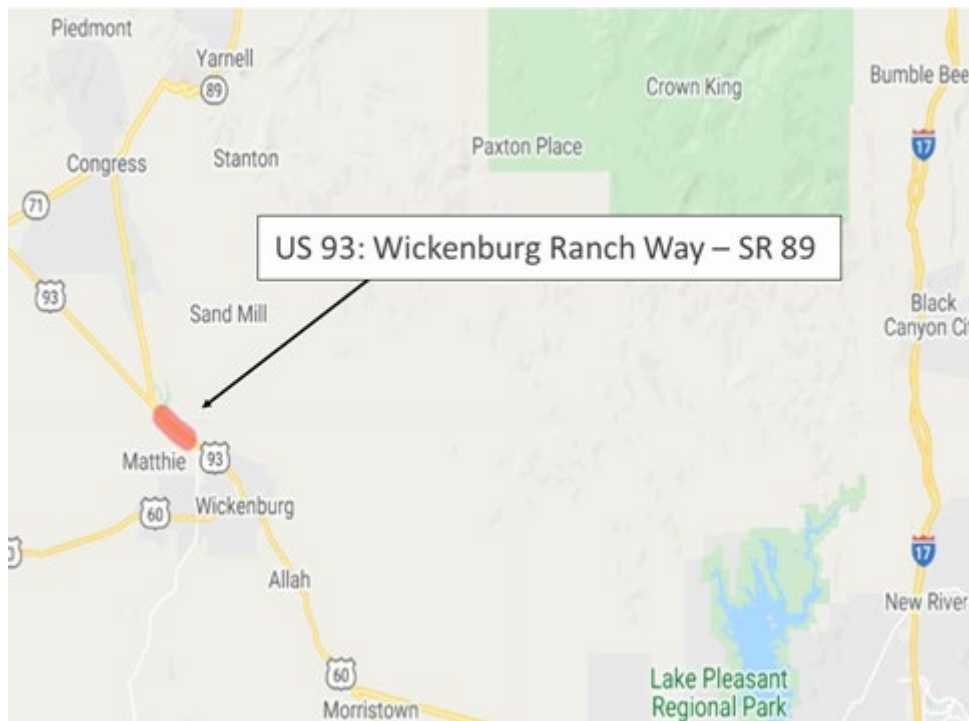 Piedmont
Yarnell
89
Crown King
Bumble Bee
17
Paxton Place
Stanton
Congress
71
US 93: Wickenburg Ranch Way – SR 89
93
Sand Mill
Black
Canyon Cit
Matthie
93
Wickenburg
60
17
Allah
New River
60
Lake Pleasant
Regional Park
Morristown